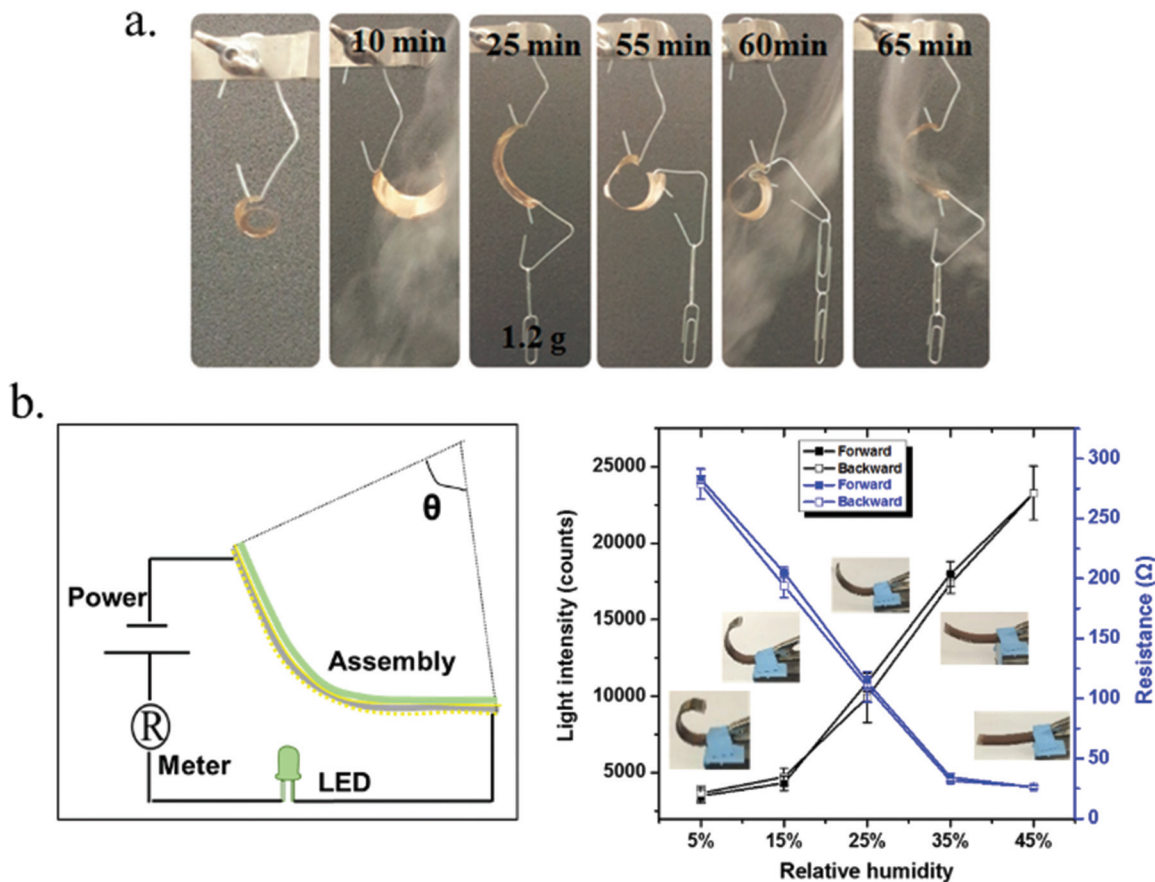 a.
10 min
25 min
55 min
60min
65 min
1.2 g
b.
θ
Power
Assembly
R
Meter
LED
Forward
Backward
Forward
Backward
25000
20000
15000
10000
5000
Light intensity (counts)
300
250
200
150
100
50
0
Resistance (Ω)
5%
15%
25%
35%
45%
Relative humidity